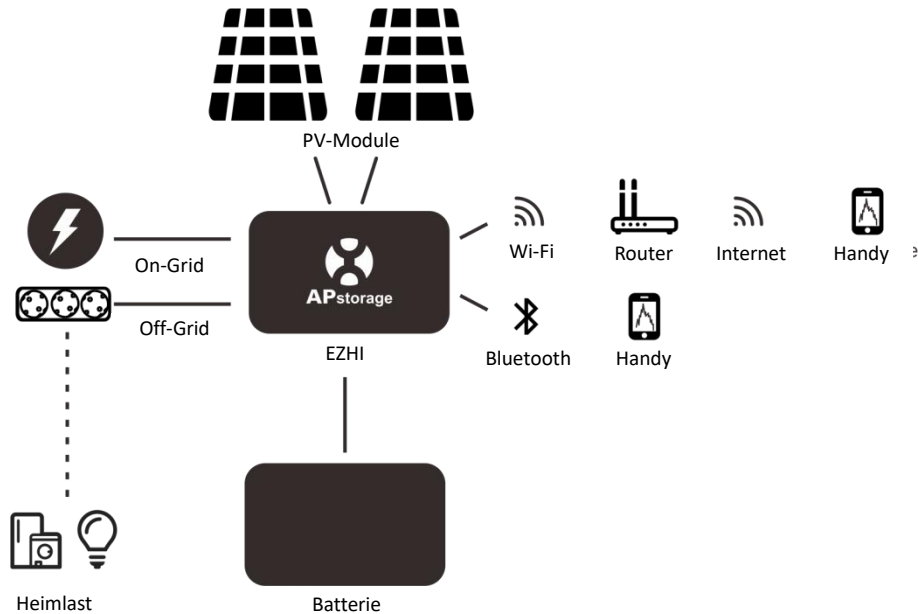 PV-Module
On-Grid
Off-Grid
APstorage
EZHI
Wi-Fi
Router
Internet
Handy
Bluetooth
Handy
Heimlast
Batterie